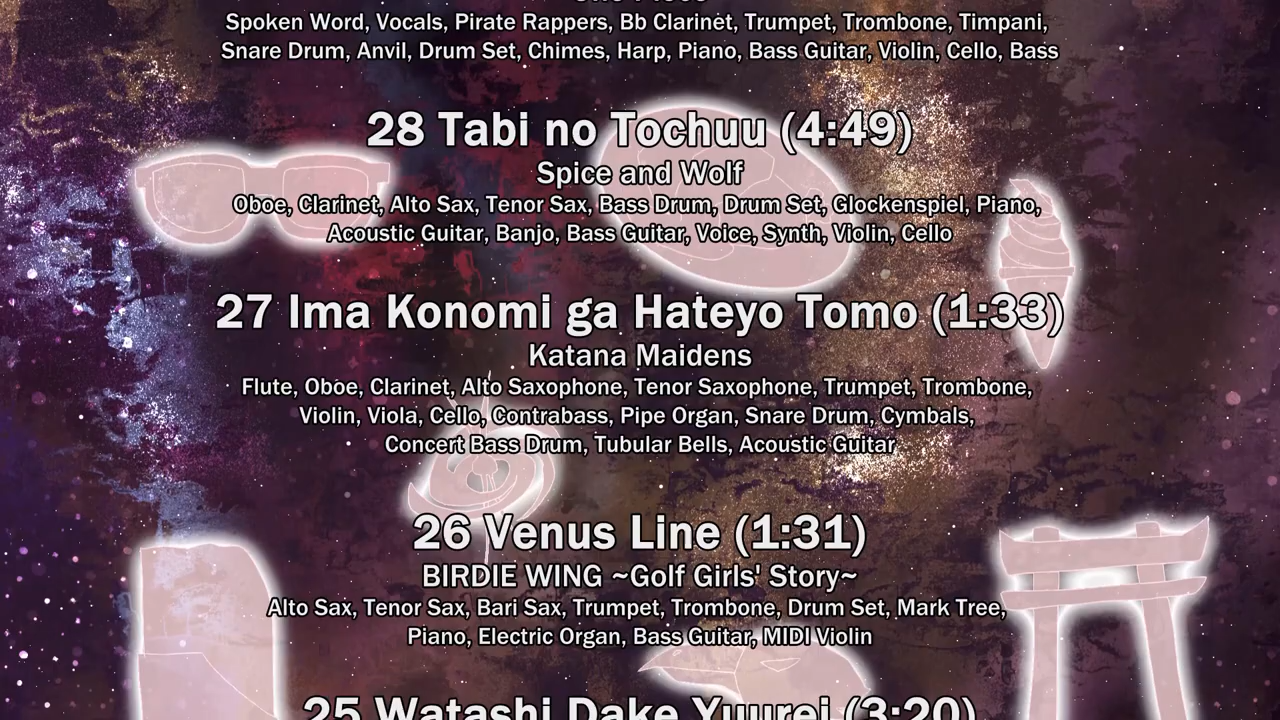 Spoken Word, Vocals, Pirate Rappers, Bb Clarinet, Trumpet, Trombone, Timpani,
Snare Drum, Anvil, Drum Set, Chimes, Harp, Piano, Bass Guitar, Violin, Cello, Bass
28 Tabi no Tochuu (4:49)
Spice and Wolf
Oboe, Clarinet, Alto Sax, Tenor Sax, Bass Drum, Drum Set, Glockenspiel, Piano,
Acoustic Guitar, Banjo, Bass Guitar, Voice, Synth, Violin, Cello
27 Ima Konomi ga Hateyo Tomo (1:33)
Katana Maidens
Flute, Oboe, Clarinet, Alto Saxophone, Tenor Saxophone, Trumpet, Trombone,
Violin, Viola, Cello, Contrabass, Pipe Organ, Snare Drum, Cymbals,
Concert Bass Drum, Tubular Bells, Acoustic Guitar
26 Venus Line (1:31)
BIRDIE WING ~Golf Girls' Story~
Alto Sax, Tenor Sax, Bari Sax, Trumpet, Trombone, Drum Set, Mark Tree,
Piano, Electric Organ, Bass Guitar, MIDI Violin
25 Watashi Dake Yuurei (3:20)